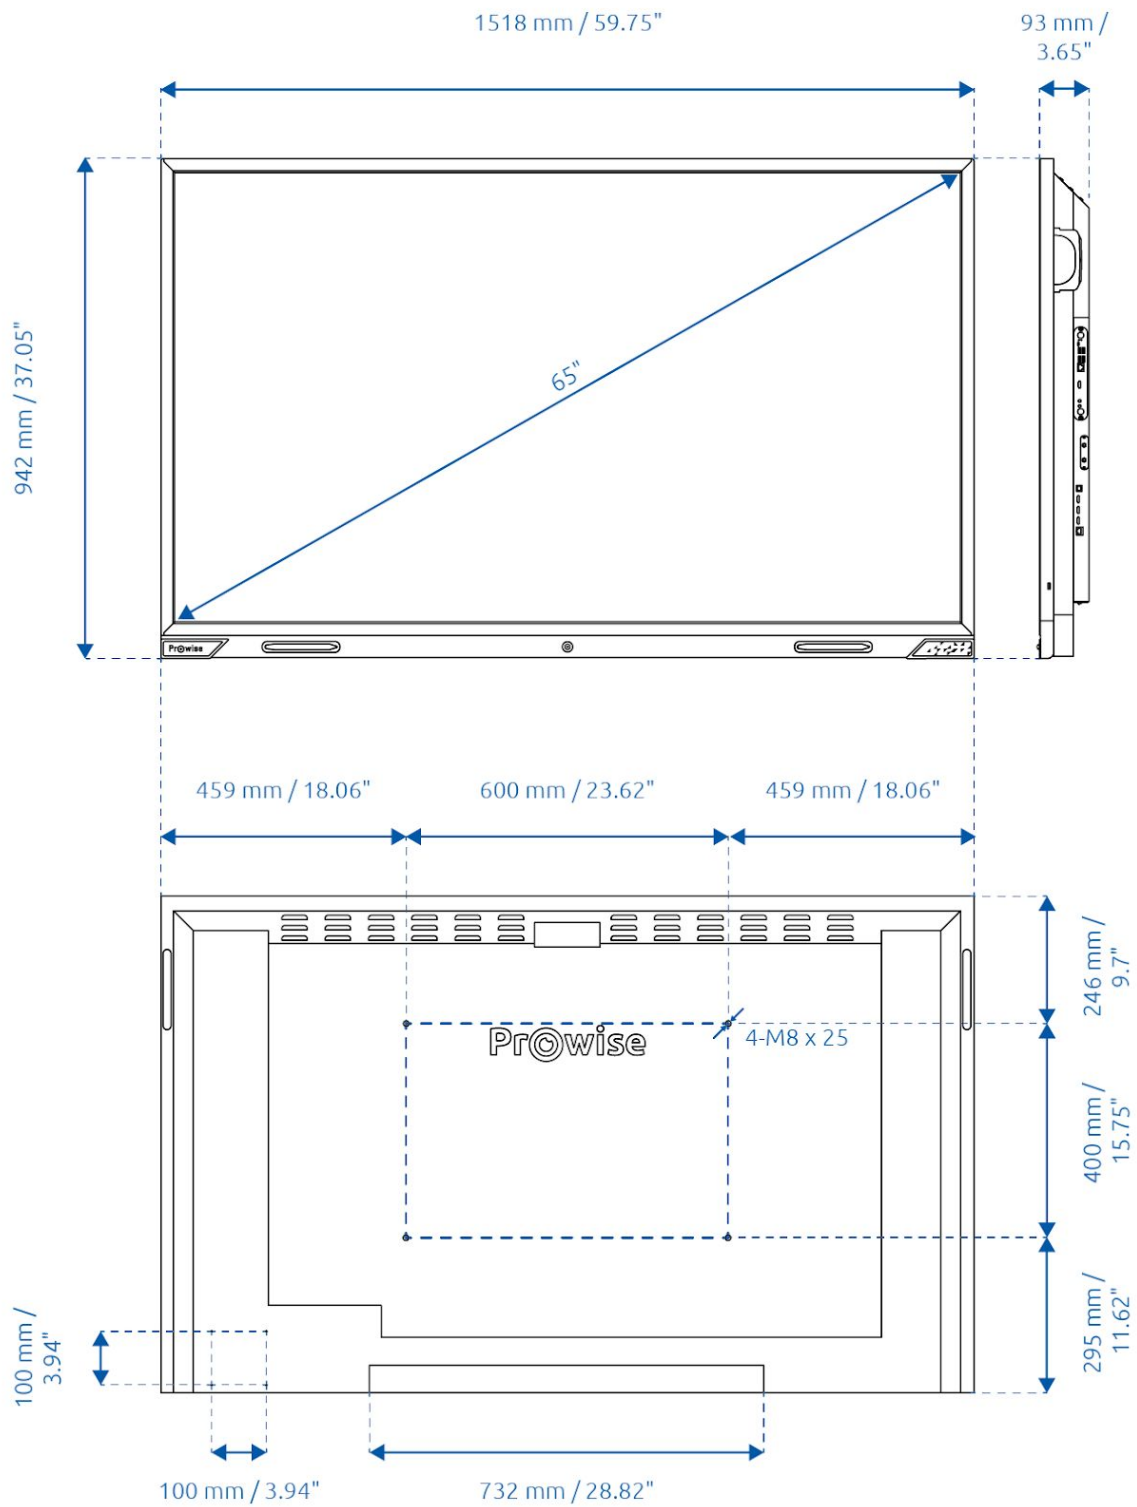 1518 mm / 59.75"
93 mm /
3.65"
942 mm / 37.05"
65"
Prowise
459 mm / 18.06"
600 mm / 23.62"
459 mm / 18.06"
246 mm /
9.7"
Prowise
4-M8 x 25
400 mm /
15.75"
295 mm /
11.62"
100 mm /
3.94"
100 mm / 3.94"
732 mm / 28.82"